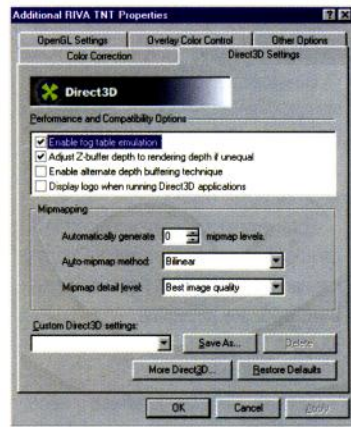 Additional RIVA TNT Properties
OpenGL Settings Overlay Color Control Other Options
Color Correction Direct3D Settings
Direct3D
Performance and Compatibility Options
Enable fog table emulation
Adjust Z-buffer depth to rendering depth if unequal
Enable alternate depth buffering technique
Display logo when running Direct3D applications
Mipmapping
Automatically generate 0 mipmap levels.
Auto-mipmap method: Bilinear
Mipmap detail level: Best image quality
Custom Direct3D settings:
Save As... Delete
More Direct3D... Restore Defaults
OK Cancel Apply